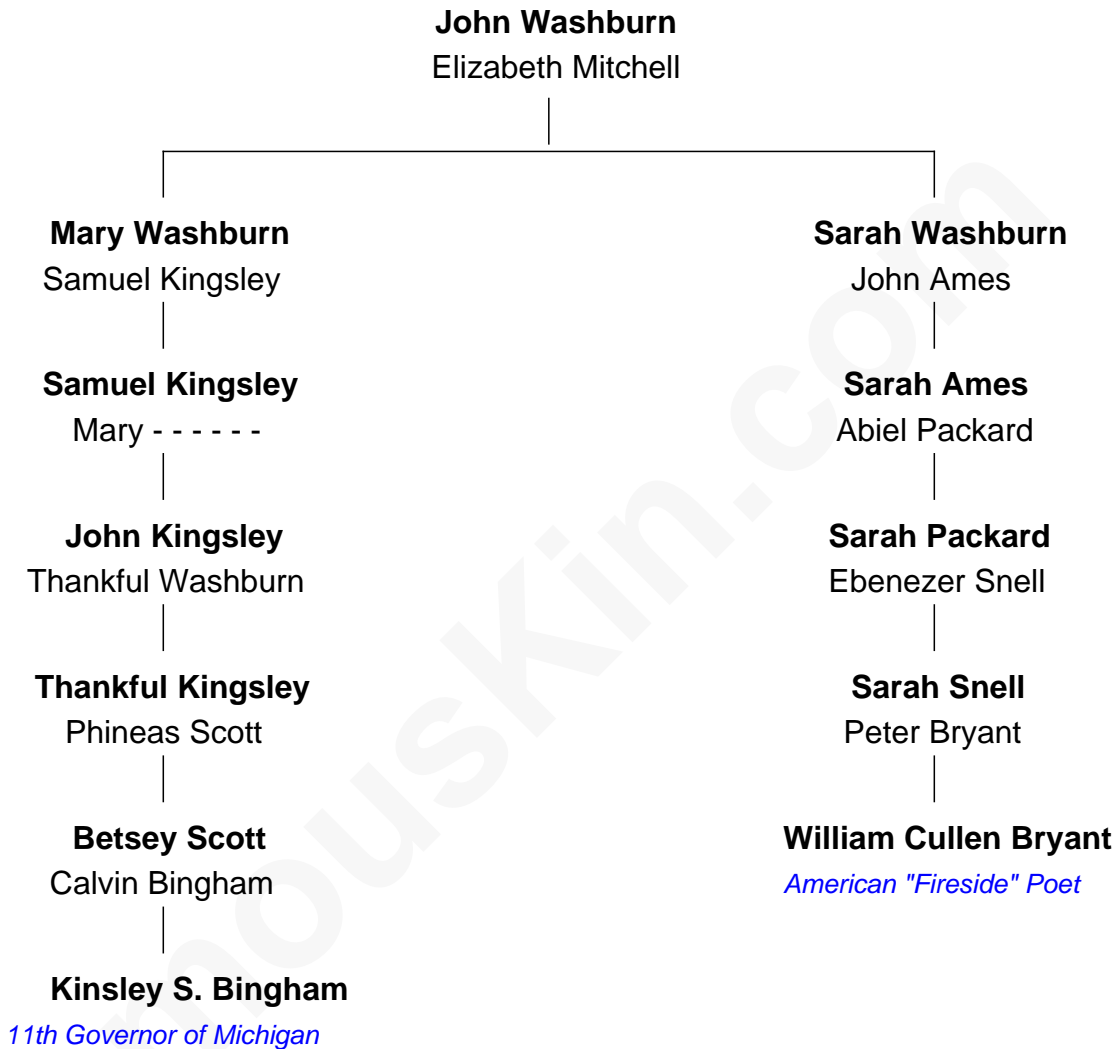 John Washburn
Elizabeth Mitchell
Mary Washburn
Samuel Kingsley
Sarah Washburn
John Ames
Samuel Kingsley
Mary - - - - - -
Sarah Ames
Abiel Packard
John Kingsley
Thankful Washburn
Sarah Packard
Ebenezer Snell
Thankful Kingsley
Phineas Scott
Sarah Snell
Peter Bryant
Betsey Scott
Calvin Bingham
William Cullen Bryant
American "Fireside" Poet
Kinsley S. Bingham
11th Governor of Michigan
mousKin.com